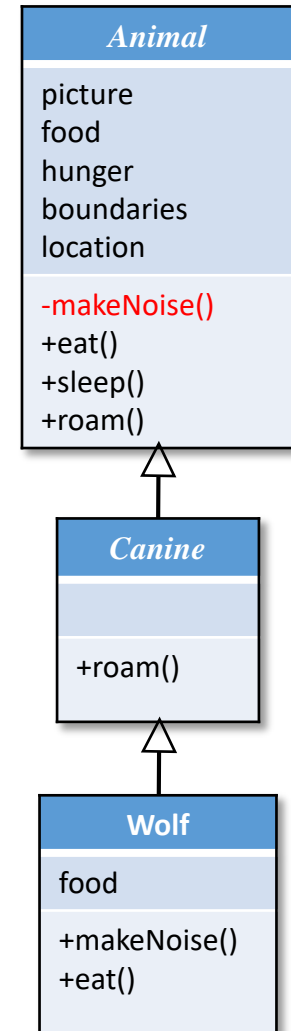 Animal
picture
food
hunger
boundaries
location
-makeNoise()
+eat()
+sleep()
+roam()
Canine
+roam()
Wolf
food
+makeNoise()
+eat()